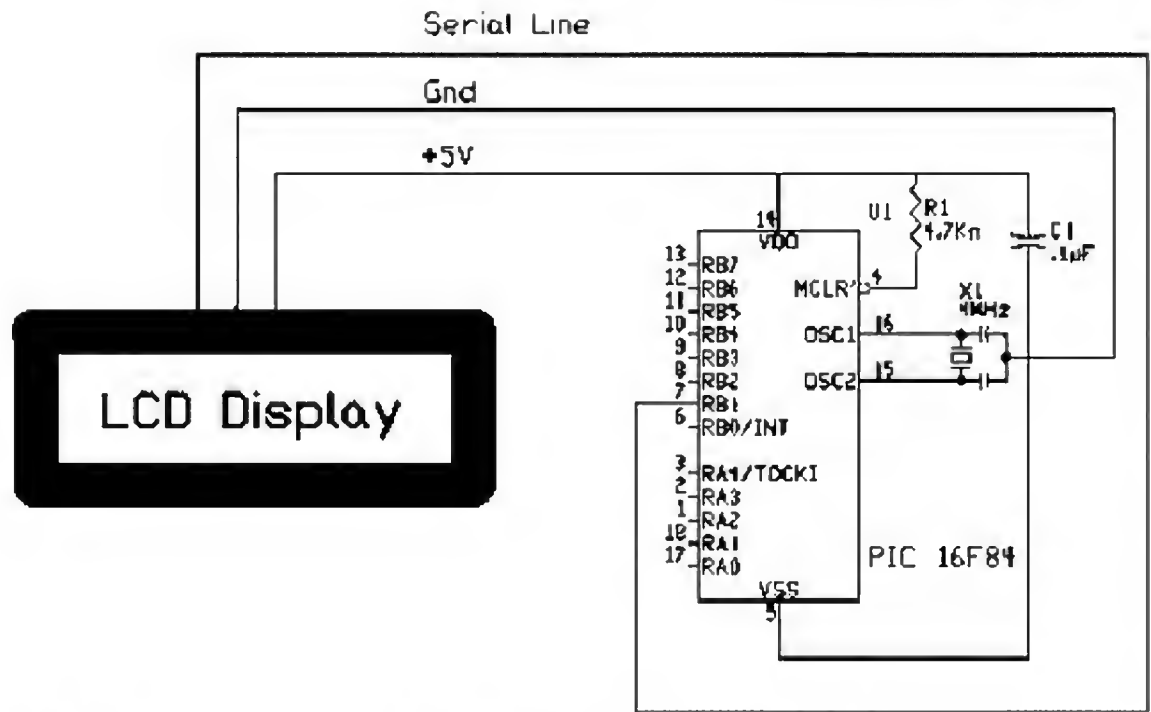 Serial Line
Gnd
+5V
LCD Display
U1
R1
4.7KΩ
C1
.1µF
X1
4MHz
14
VDD
13
RB7
12
RB6
11
RB5
10
RB4
9
RB3
8
RB2
7
RB1
6
RB0/INT
3
RA4/TOCKI
2
RA3
1
RA2
18
RA1
17
RA0
MCLR'
4
OSC1
16
OSC2
15
VSS
5
PIC 16F84